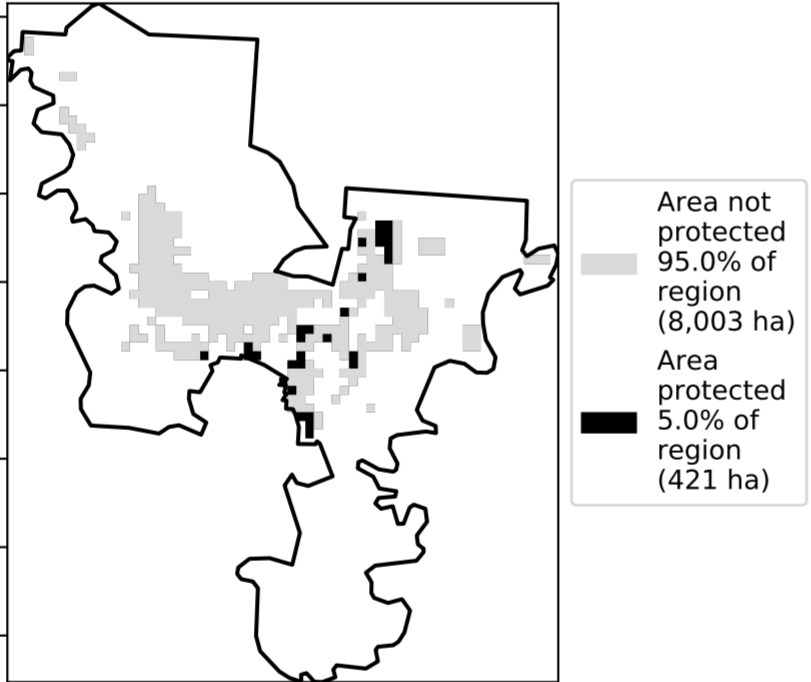 Area not
protected
95.0% of
region
(8,003 ha)
Area
protected
5.0% of
region
(421 ha)